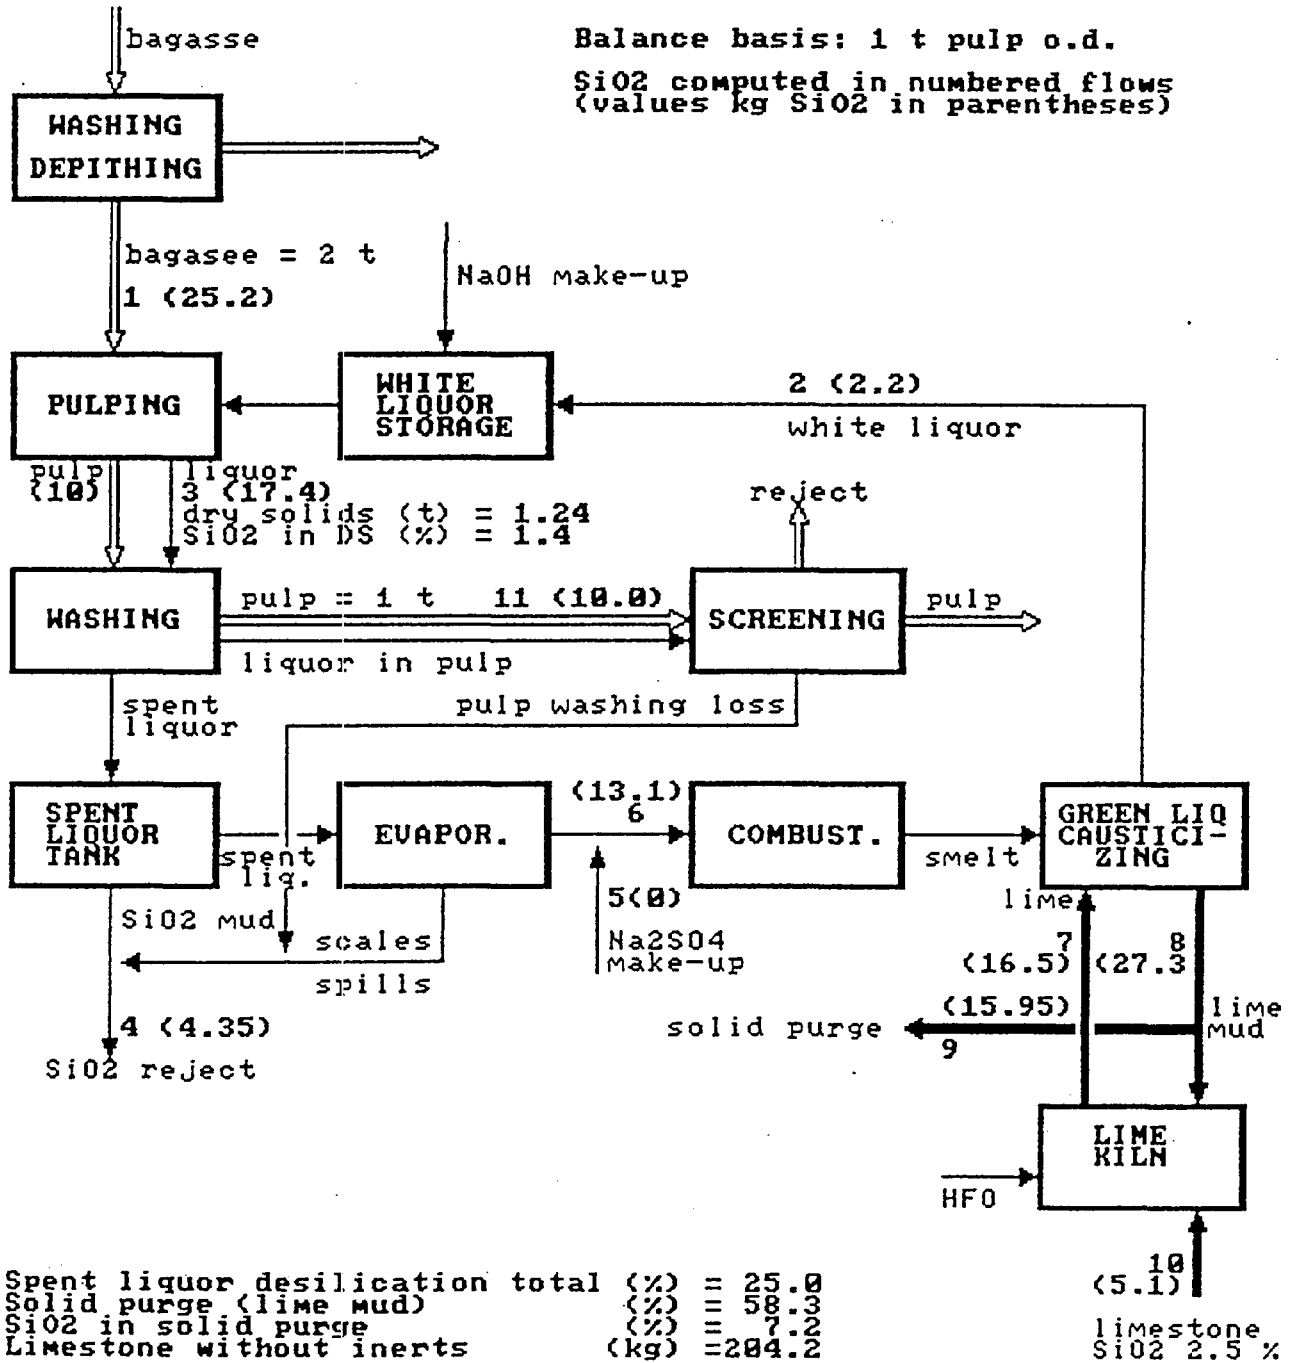 bagasse
Balance basis: 1 t pulp o.d.
SiO2 computed in numbered flows
(values kg SiO2 in parentheses)
WASHING
DEPITHING
bagasee = 2 t
1 (25.2)
NaOH make-up
PULPING
WHITE
LIQUOR
STORAGE
2 (2.2)
white liquor
pulp
(10)
liquor
3 (17.4)
dry solids (t) = 1.24
SiO2 in DS (%) = 1.4
reject
WASHING
pulp = 1 t
11 (10.0)
liquor in pulp
SCREENING
pulp
spent
liquor
pulp washing loss
SPENT
LIQUOR
TANK
spent
liq.
EVAPOR.
(13.1)
6
COMBUST.
smelt
GREEN LIQ
CAUSTICI-
ZING
SiO2 mud
scales
spills
5(0)
Na2SO4
make-up
lime
7
(16.5)
8
(27.3
4 (4.35)
SiO2 reject
solid purge
(15.95)
9
lime
mud
LIME
KILN
HFO
10
(5.1)
limestone
SiO2 2.5 %
Spent liquor desilication total (%) = 25.0
Solid purge (lime mud) (%) = 58.3
SiO2 in solid purge (%) = 7.2
Limestone without inerts (kg) =204.2